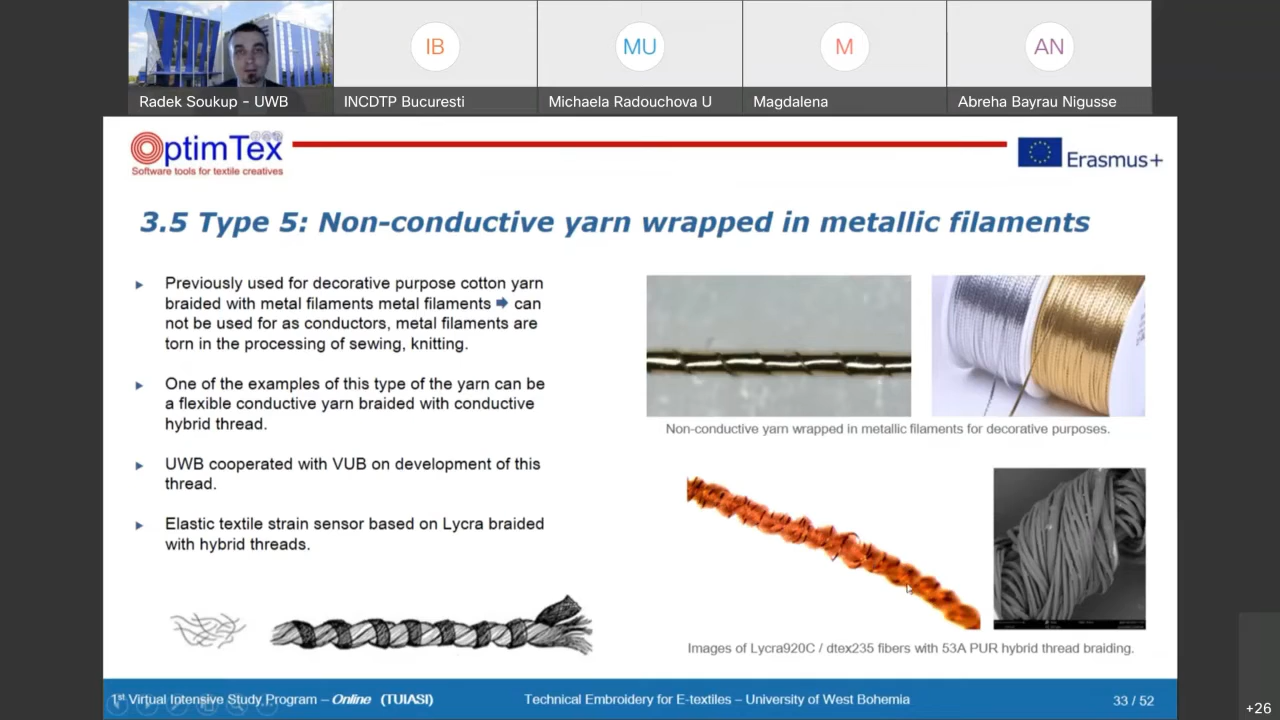 IB
MU
M
AN
Radek Soukup - UWB
INCDTP Bucuresti
Michaela Radouchova U
Magdalena
Abreha Bayrau Nigusse
OptimTex
Software tools for textile creatives
Erasmus+
3.5 Type 5: Non-conductive yarn wrapped in metallic filaments
Previously used for decorative purpose cotton yarn
braided with metal filaments metal filaments ➡ can
not be used for as conductors, metal filaments are
torn in the processing of sewing, knitting.
One of the examples of this type of the yarn can be
a flexible conductive yarn braided with conductive
hybrid thread.
UWB cooperated with VUB on development of this
thread.
Elastic textile strain sensor based on Lycra braided
with hybrid threads.
Non-conductive yarn wrapped in metallic filaments for decorative purposes.
Images of Lycra920C / dtex235 fibers with 53A PUR hybrid thread braiding.
1st Virtual Intensive Study Program – Online (TUIASI)
Technical Embroidery for E-textiles – University of West Bohemia
33 / 52
+26